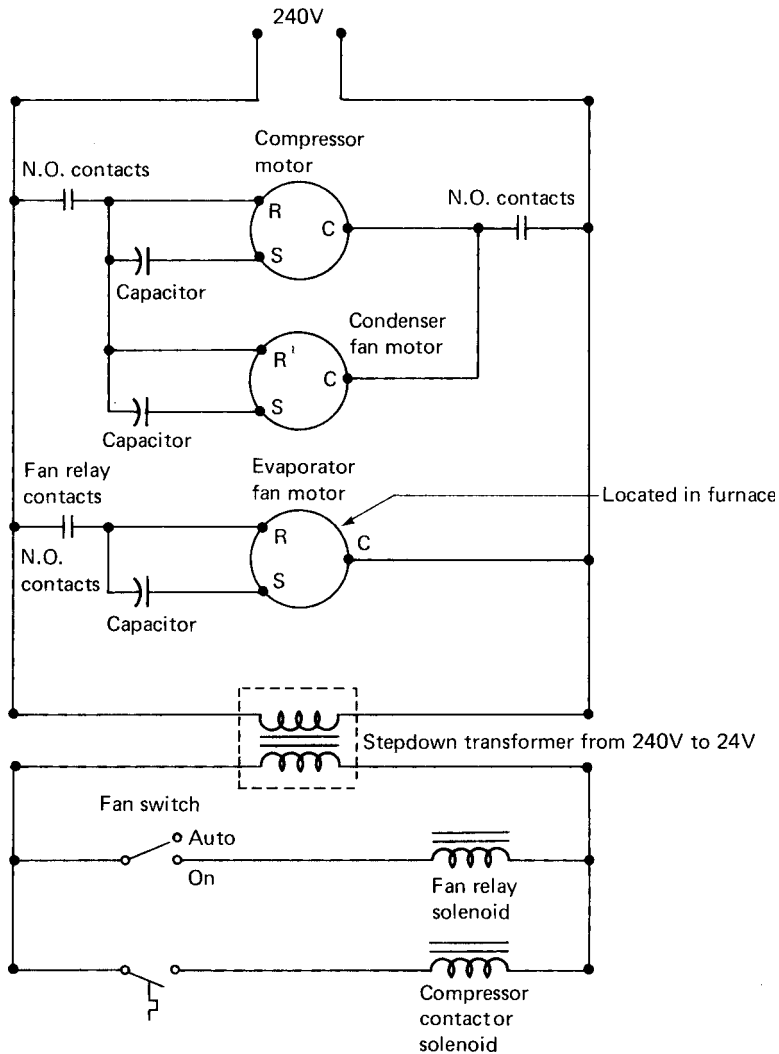 240V
Compressor
motor
N.O. contacts
N.O. contacts
R
C
S
Capacitor
Condenser
fan motor
R'
C
S
Capacitor
Fan relay
contacts
Evaporator
fan motor
Located in furnace
R
C
N.O.
contacts
S
Capacitor
Stepdown transformer from 240V to 24V
Fan switch
Auto
On
Fan relay
solenoid
Compressor
contactor
solenoid